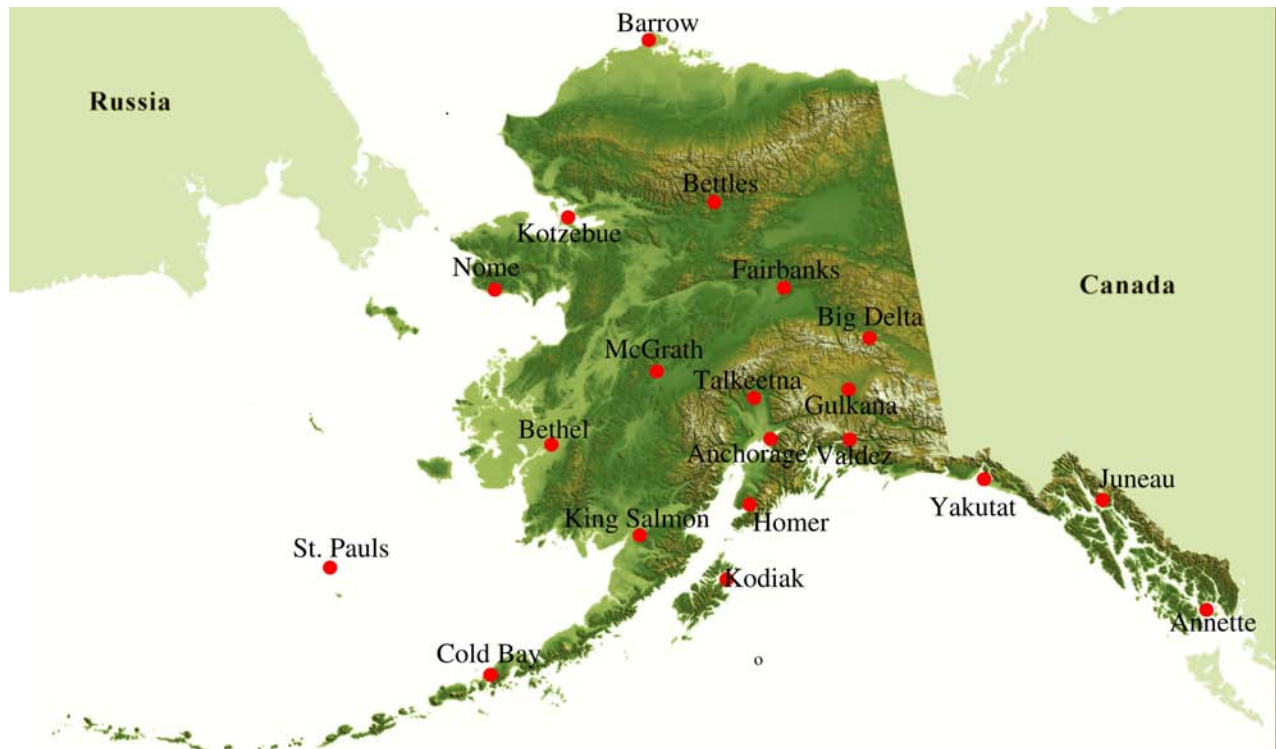 Barrow
Russia
Bettles
Kotzebue
Nome
Fairbanks
Canada
Big Delta
McGrath
Talkeetna
Gulkana
Bethel
Anchorage
Valdez
Juneau
Yakutat
King Salmon
Homer
St. Pauls
Kodiak
Annette
Cold Bay